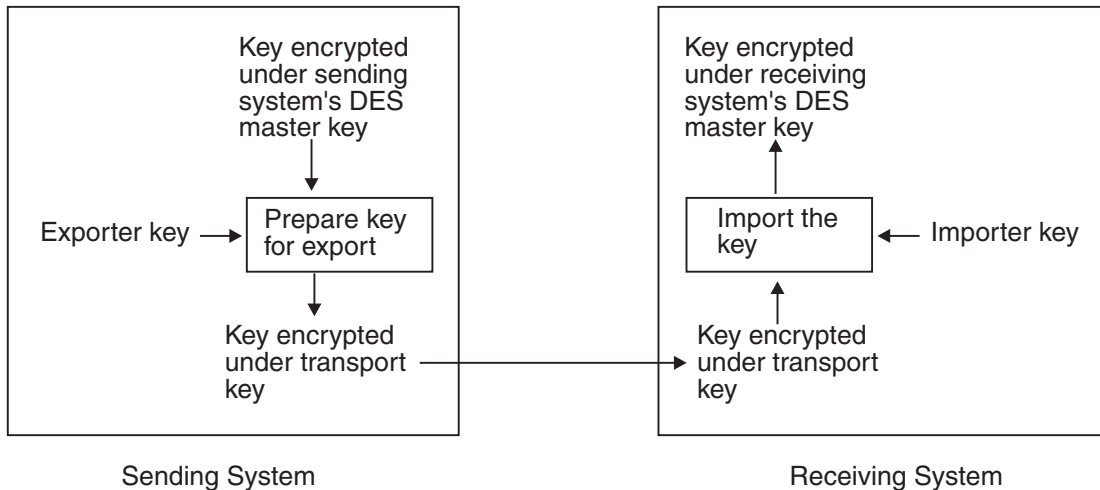 Key encrypted
under sending
system's DES
master key
Exporter key
Prepare key
for export
Key encrypted
under transport
key
Sending System
Key encrypted
under receiving
system's DES
master key
Import the
key
Importer key
Key encrypted
under transport
key
Receiving System